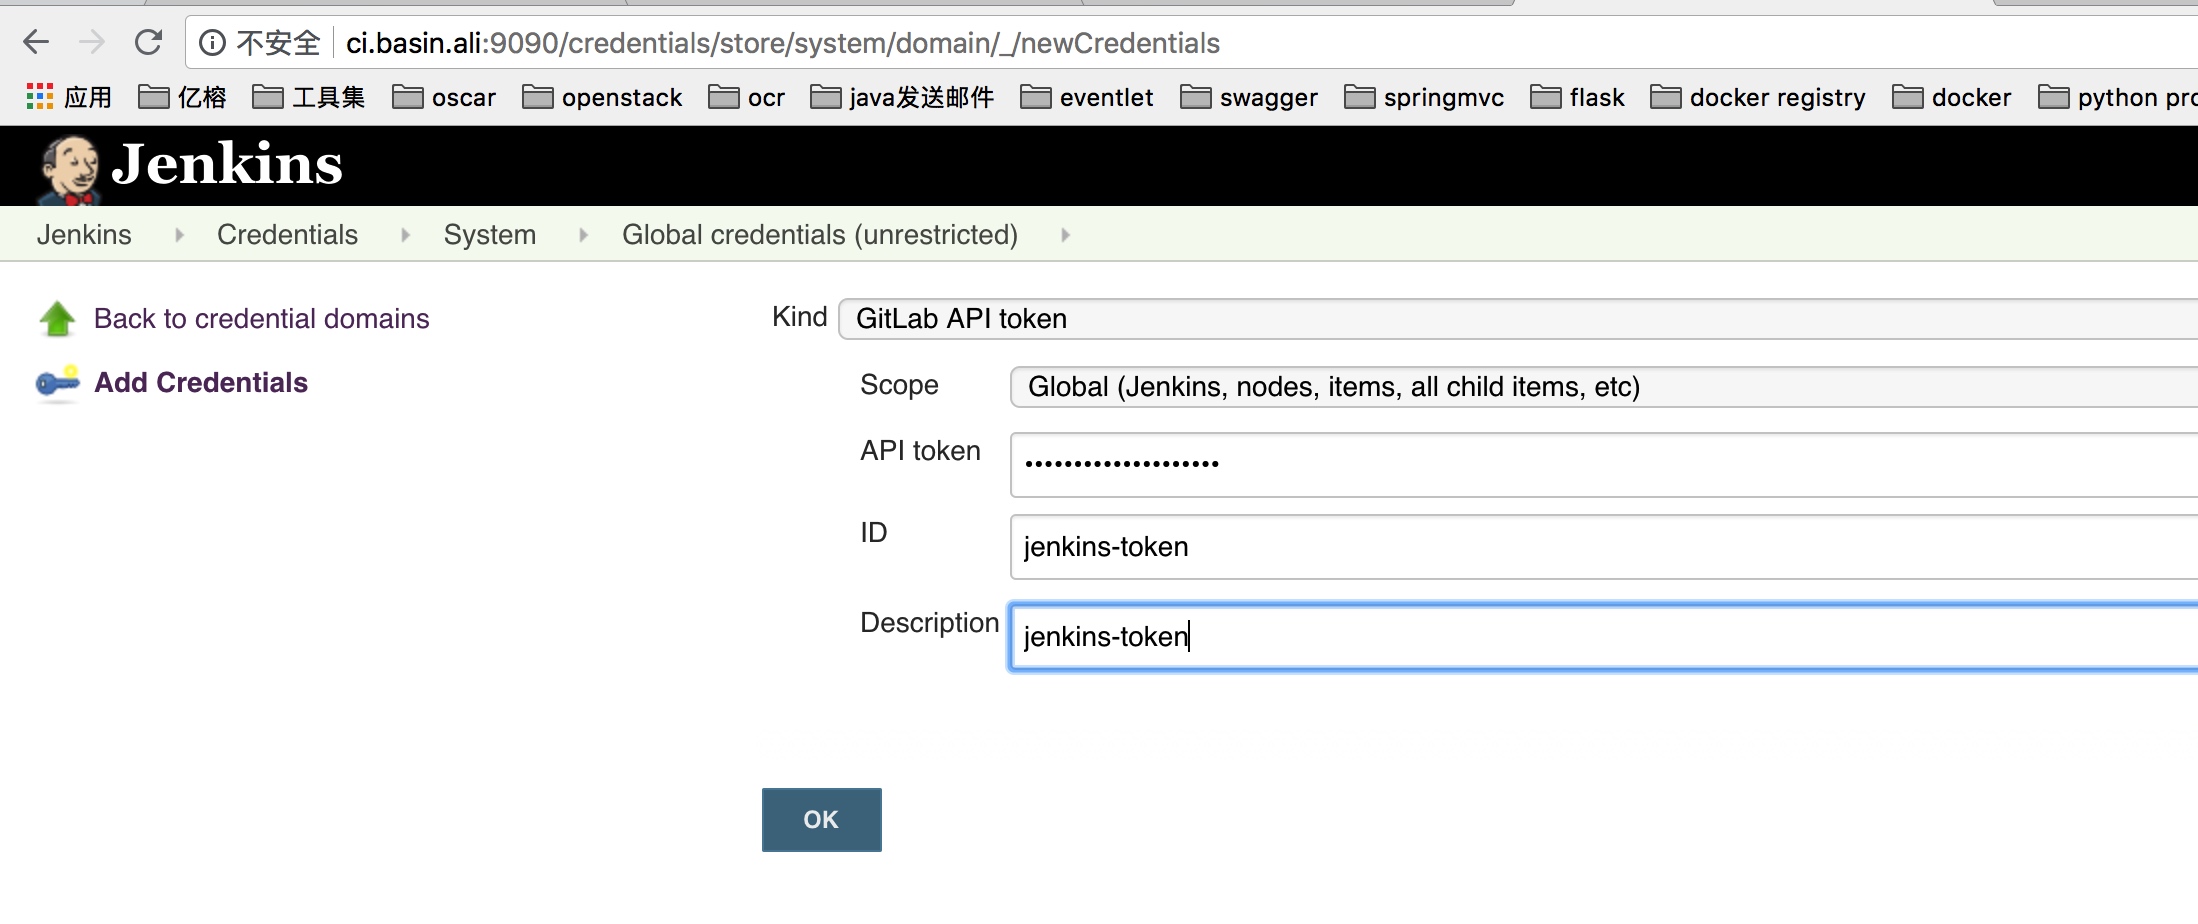 不安全 ci.basin.ali:9090/credentials/store/system/domain/_/newCredentials
应用 亿榕 工具集 oscar openstack ocr java发送邮件 eventlet swagger springmvc flask docker registry docker python pro
Jenkins
Jenkins Credentials System Global credentials (unrestricted)
Back to credential domains
Add Credentials
Kind GitLab API token
Scope Global (Jenkins, nodes, items, all child items, etc)
API token ••••••••••••••••••••
ID jenkins-token
Description jenkins-token
OK